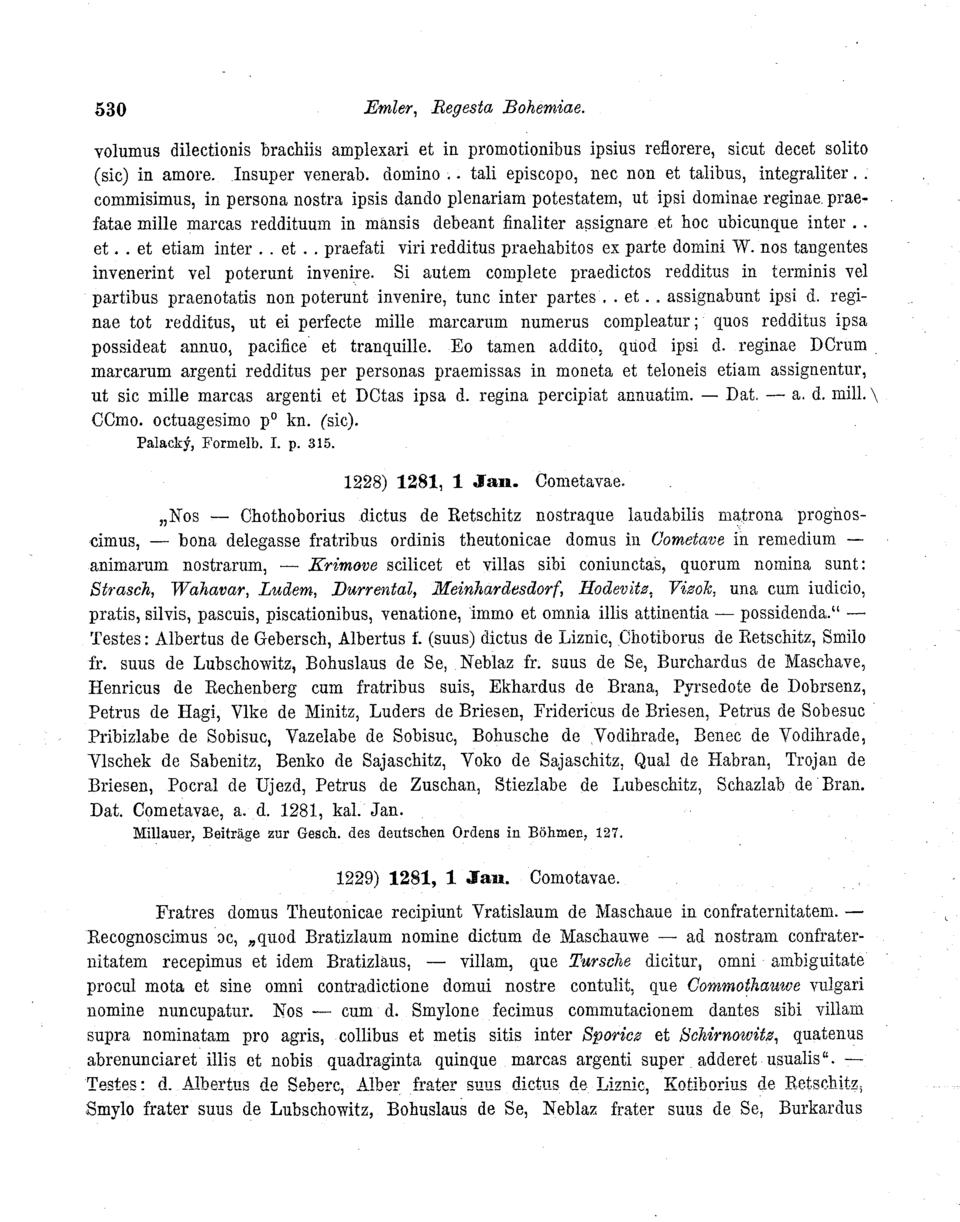 530 Emler, Regesta Bohemiae.
volumus dilectionis brachiis amplexari et in promotionibus ipsius reflorere, sicut decet solito
(sic) in amore. Insuper venerab. domino . . tali episcopo, nec non et talibus, integraliter . .
commisimus, in persona nostra ipsis dando plenariam potestatem, ut ipsi dominae reginae prae-
fatae mille marcas reddituum in mansis debeant finaliter assignare et hoc ubicunque inter . .
et . . et etiam inter . . et . . praefati viri redditus praehabitos ex parte domini W. nos tangentes
invenerint vel poterunt invenire. Si autem complete praedictos redditus in terminis vel
partibus praenotatis non poterunt invenire, tunc inter partes . . et . . assignabunt ipsi d. regi-
nae tot redditus, ut ei perfecte mille marcarum numerus compleatur; quos redditus ipsa
possideat annuo, pacifice et tranquille. Eo tamen addito, quod ipsi d. reginae DCrum
marcarum argenti redditus per personas praemissas in moneta et teloneis etiam assignentur,
ut sic mille marcas argenti et DCtas ipsa d. regina percipiat annuatim. — Dat. — a. d. mill.
CCmo. octuagesimo pº kn. (sic).
Palacký, Formelb. I. p. 315.
1228) 1281, 1 Jan. Cometavae.
„Nos — Chothoborius dictus de Retschitz nostraque laudabilis matrona prognos-
cimus, — bona delegasse fratribus ordinis theutonicae domus in Cometave in remedium —
animarum nostrarum, — Krimove scilicet et villas sibi coniunctas, quorum nomina sunt:
Strasch, Wahavar, Ludem, Durrental, Meinhardesdorf, Hodevitz, Vizok, una cum iudicio,
pratis, silvis, pascuis, piscationibus, venatione, immo et omnia illis attinentia — possidenda.“ —
Testes: Albertus de Gebersch, Albertus f. (suus) dictus de Liznic, Chotiborus de Retschitz, Smilo
fr. suus de Lubschowitz, Bohuslaus de Se, Neblaz fr. suus de Se, Burchardus de Maschave,
Henricus de Rechenberg cum fratribus suis, Ekhardus de Brana, Pyrsedote de Dobrsenz,
Petrus de Hagi, Vlke de Minitz, Luders de Briesen, Fridericus de Briesen, Petrus de Sobesuc
Pribizlabe de Sobisuc, Vazelabe de Sobisuc, Bohusche de Vodihrade, Benec de Vodihrade,
Vlschek de Sabenitz, Benko de Sajaschitz, Voko de Sajaschitz, Qual de Habran, Trojan de
Briesen, Pocral de Ujezd, Petrus de Zuschan, Stiezlabe de Lubeschitz, Schazlab de Bran.
Dat. Cometavae, a. d. 1281, kal. Jan.
Millauer, Beiträge zur Gesch. des deutschen Ordens in Böhmen, 127.
1229) 1281, 1 Jan. Comotavae.
Fratres domus Theutonicae recipiunt Vratislaum de Maschaue in confraternitatem. —
Recognoscimus oc, „quod Bratizlaum nomine dictum de Maschauwe — ad nostram confrater-
nitatem recepimus et idem Bratizlaus, — villam, que Tursche dicitur, omni ambiguitate
procul mota et sine omni contradictione domui nostre contulit, que Commothauwe vulgari
nomine nuncupatur. Nos — cum d. Smylone fecimus commutacionem dantes sibi villam
supra nominatam pro agris, collibus et metis sitis inter Sporicz et Schirnowitz, quatenus
abrenunciaret illis et nobis quadraginta quinque marcas argenti super adderet usualis“. —
Testes: d. Albertus de Seberc, Alber frater suus dictus de Liznic, Kotiborius de Retschitz,
Smylo frater suus de Lubschowitz, Bohuslaus de Se, Neblaz frater suus de Se, Burkardus